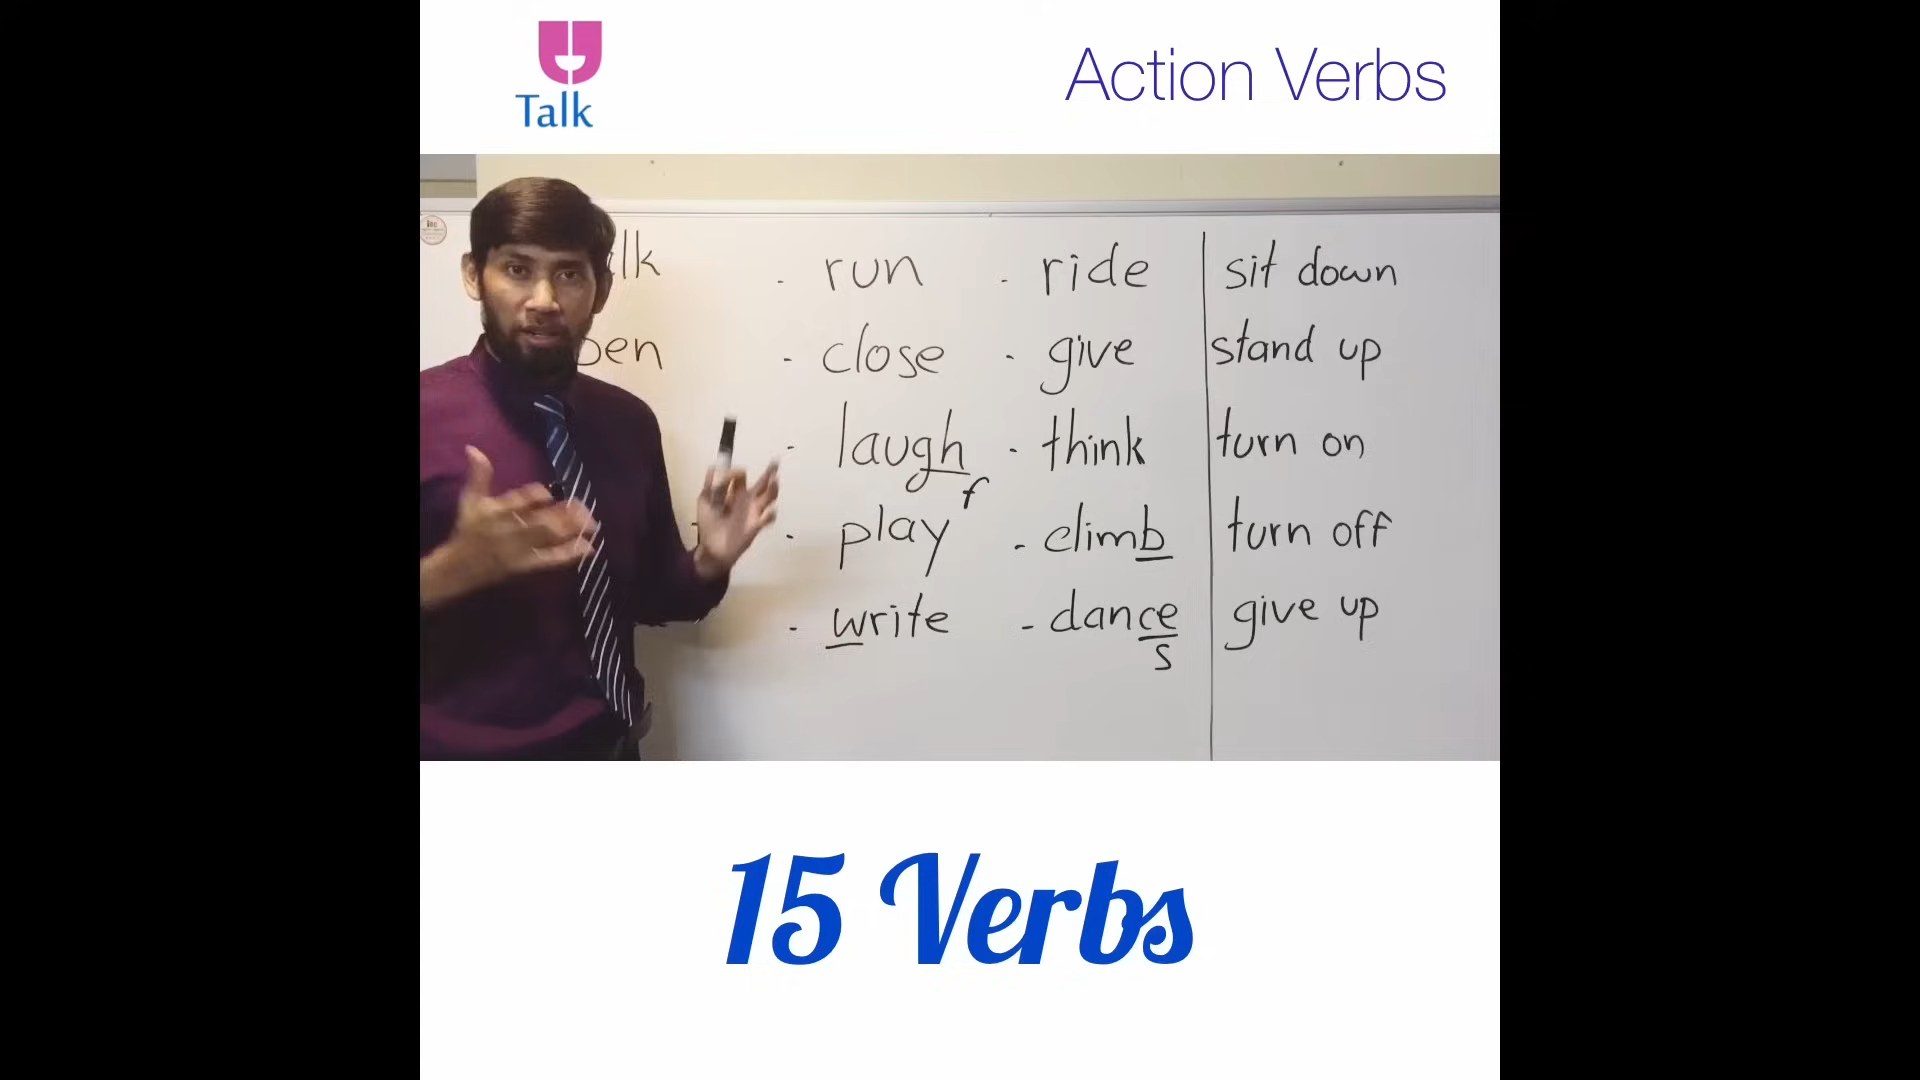 Talk
Action Verbs
run
ride
sit down
close
give
stand up
laugh
think
turn on
f
play
climb
turn off
write
dance
give up
s
15 Verbs